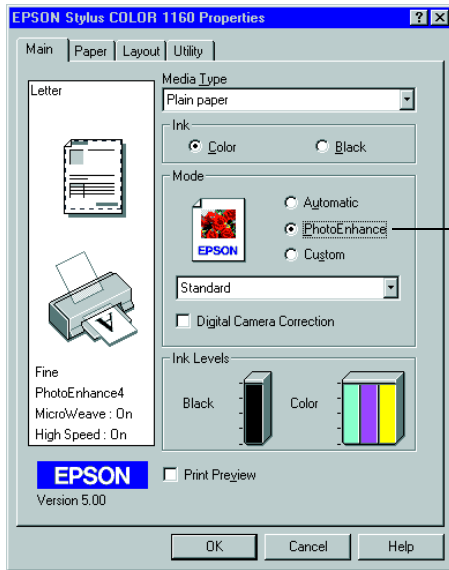 EPSON Stylus COLOR 1160 Properties
Main Paper Layout Utility
Letter
Media Type
Plain paper
Ink
Color Black
Mode
EPSON
Automatic
PhotoEnhance
Custom
Standard
Digital Camera Correction
Ink Levels
Black Color
A
Fine
PhotoEnhance4
MicroWeave : On
High Speed : On
EPSON
Version 5.00
Print Preview
OK Cancel Help